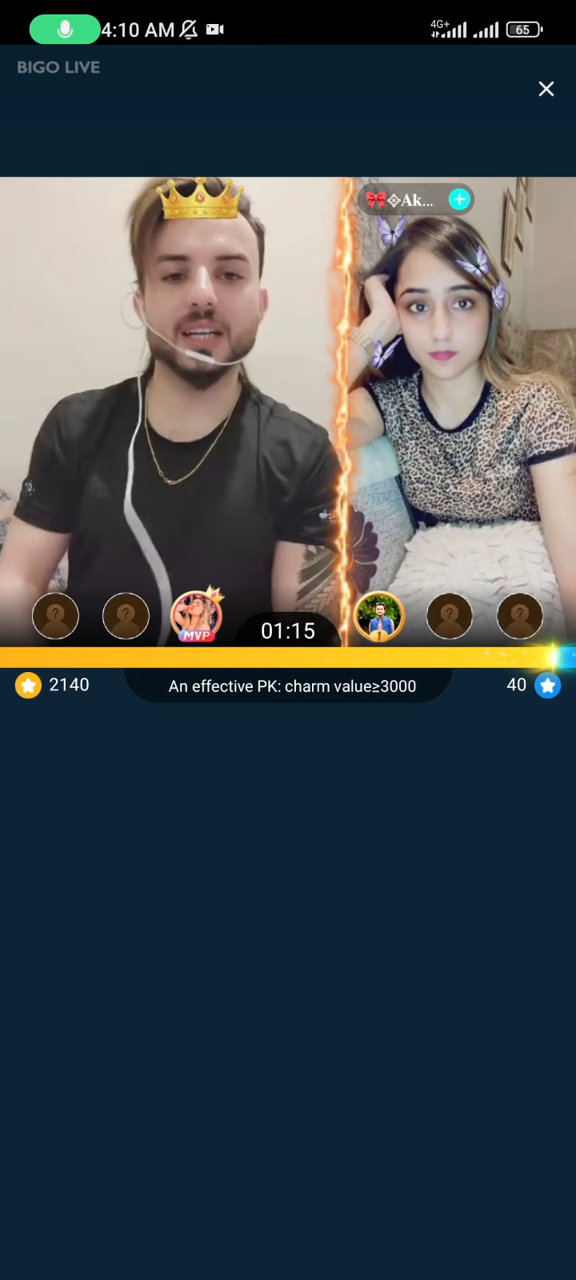 4:10 AM
4G+
65
BIGO LIVE
Ak...
MVP
1
01:15
2140
An effective PK: charm value≥3000
40